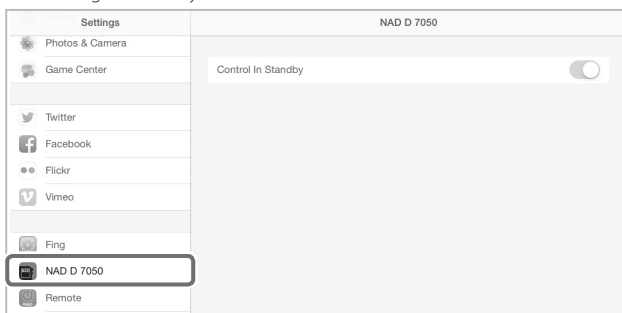 Settings
NAD D 7050
Photos & Camera
Game Center
Control In Standby
Twitter
Facebook
Flickr
Vimeo
Fing
NAD D 7050
Remote